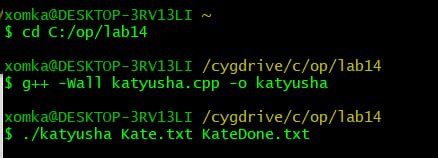 xomka@DESKTOP-3RV13LI ~
$ cd C:/op/lab14
xomka@DESKTOP-3RV13LI /cygdrive/c/op/lab14
$ g++ -Wall katyusha.cpp -o katyusha
xomka@DESKTOP-3RV13LI /cygdrive/c/op/lab14
$ ./katyusha Kate.txt KateDone.txt